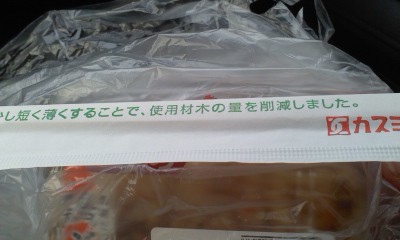 し短く薄くすることで、使用材木の量を削減しました。
カスミ